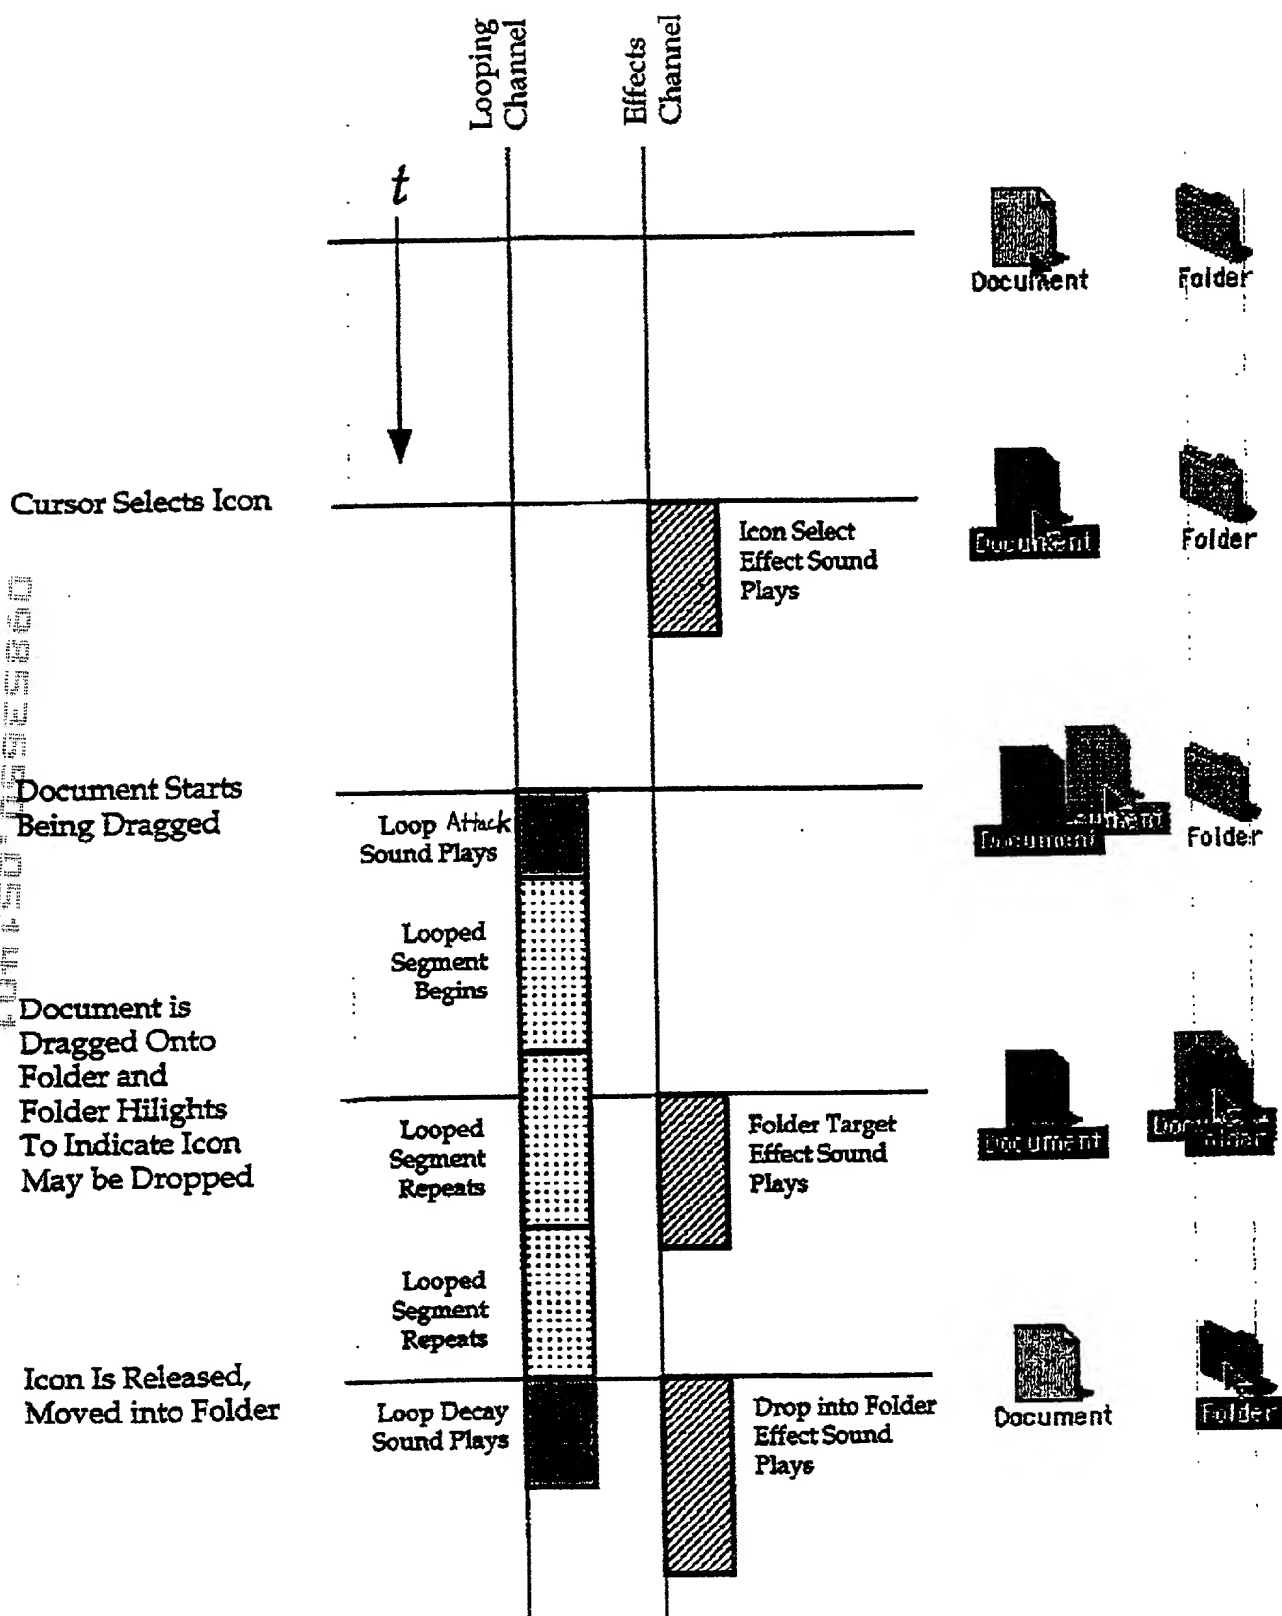 Looping
Channel
Effects
Channel
t
Document
Folder
Cursor Selects Icon
Icon Select
Effect Sound
Plays
Document
Folder
Document Starts
Being Dragged
Loop Attack
Sound Plays
Document
Folder
Looped
Segment
Begins
Document is
Dragged Onto
Folder and
Folder Hilights
To Indicate Icon
May be Dropped
Looped
Segment
Repeats
Folder Target
Effect Sound
Plays
Document
Looped
Segment
Repeats
Icon Is Released,
Moved into Folder
Loop Decay
Sound Plays
Drop into Folder
Effect Sound
Plays
Document
Folder